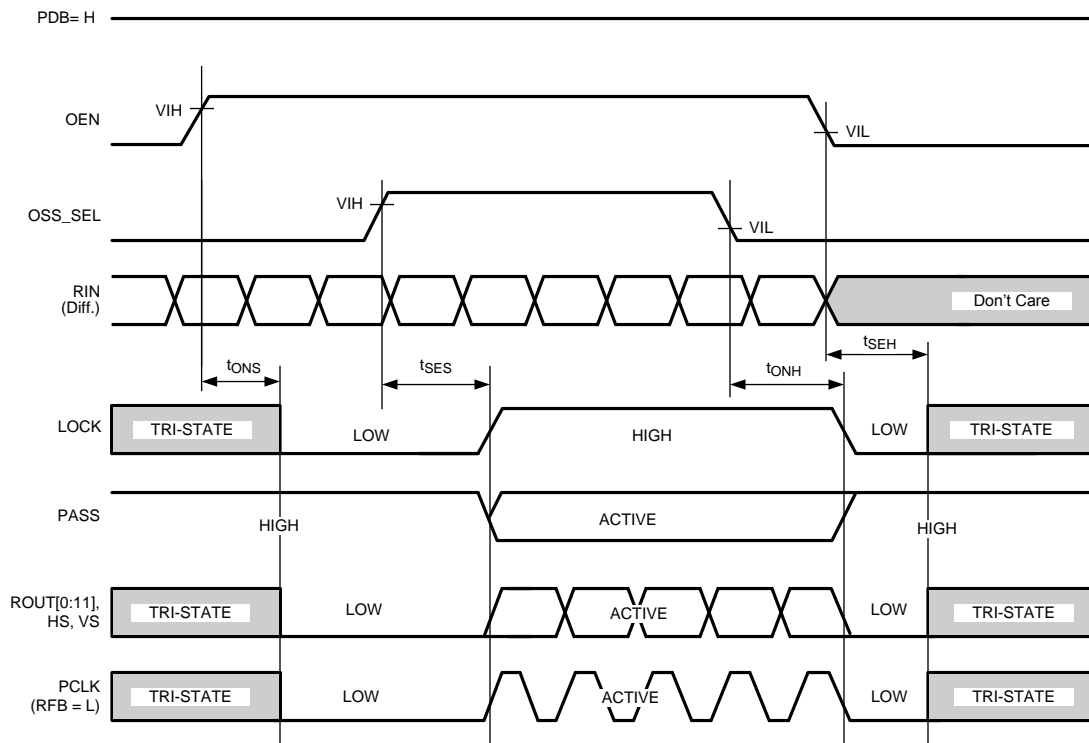 PDB= H
OEN
VIH
VIL
OSS_SEL
VIH
VIL
RIN
(Diff.)
Don't Care
tONS
tSES
tONH
tSEH
LOCK
TRI-STATE
LOW
HIGH
LOW
TRI-STATE
PASS
HIGH
ACTIVE
HIGH
ROUT[0:11],
HS, VS
TRI-STATE
LOW
ACTIVE
LOW
TRI-STATE
PCLK
(RFB = L)
TRI-STATE
LOW
ACTIVE
LOW
TRI-STATE